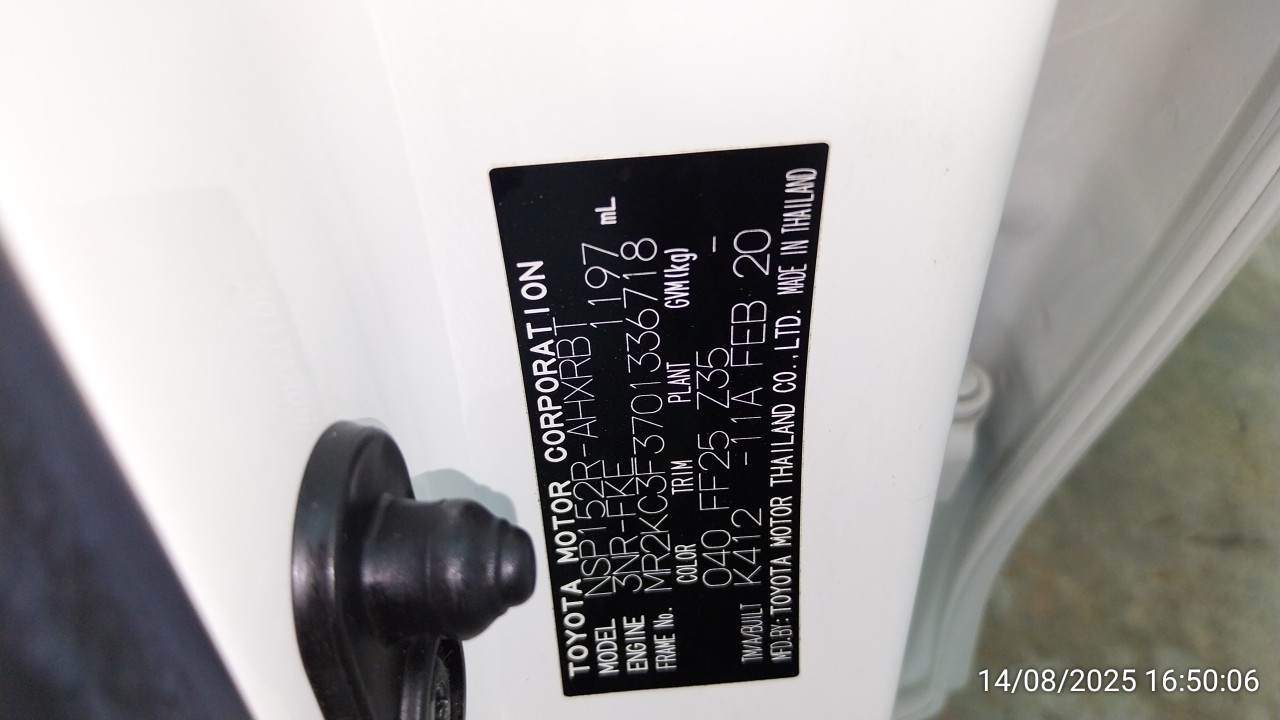 TOYOTA MOTOR CORPORATION
MODEL NSP152R-AHXRBT
ENGINE 3NR-FKE 1197 mL
FRAME No. MR2KC3F3701336718
COLOR TRIM PLANT GVM(kg)
040 FF25 Z35 -
TM/A/BUILT K412 -11A FEB 20
MFD.BY: TOYOTA MOTOR THAILAND CO.,LTD. MADE IN THAILAND
14/08/2025 16:50:06